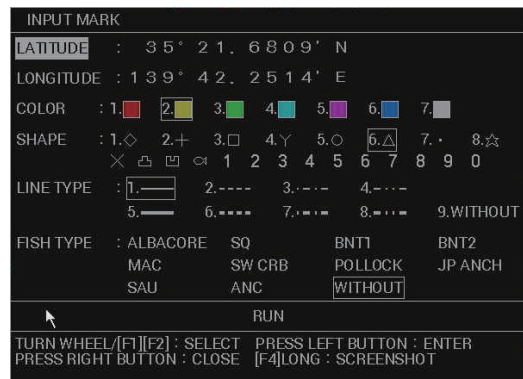 INPUT MARK
LATITUDE : 35° 21. 6809' N
LONGITUDE : 139° 42. 2514' E
COLOR : 1. 2. 3. 4. 5. 6. 7.
SHAPE : 1.◇ 2.+ 3.□ 4.Y 5.○ 6.△ 7.・ 8.☆
1 2 3 4 5 6 7 8 9 0
LINE TYPE : 1. 2. 3. 4.
5. 6. 7. 8. 9.WITHOUT
FISH TYPE : ALBACORE SQ BNT1 BNT2
MAC SW CRB POLLOCK JP ANCH
SAU ANC WITHOUT
RUN
TURN WHEEL/[F1][F2] : SELECT PRESS LEFT BUTTON : ENTER
PRESS RIGHT BUTTON : CLOSE [F4]LONG : SCREENSHOT